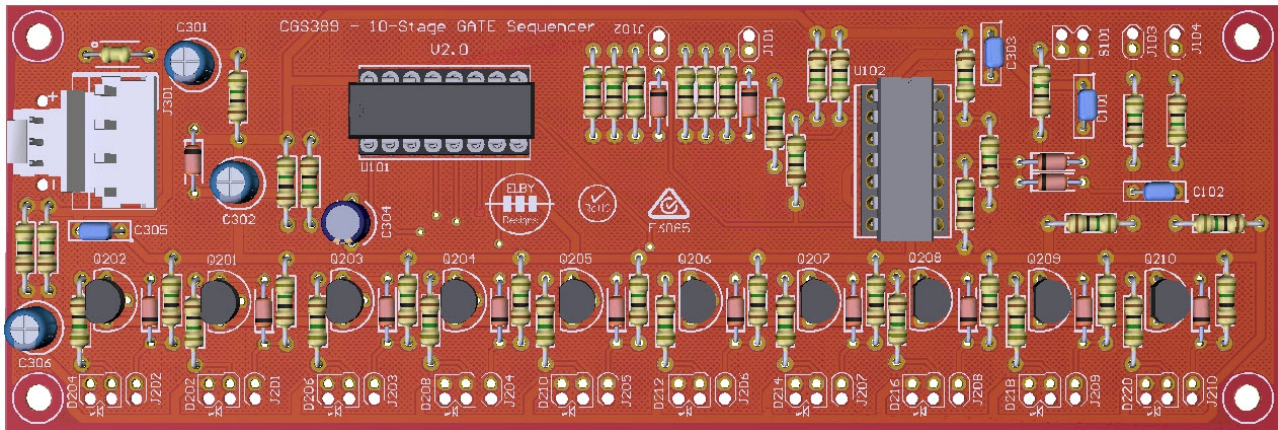 C301
CGS389 - 10-Stage GATE Sequencer
V2.0
J102
J101
U102
C303
S101
J103
J104
J301
C101
+
-
U101
C302
C304
ELBY
Designs
RoHS
E3065
C102
C305
Q202
Q201
Q203
Q204
Q205
Q206
Q207
Q208
Q209
Q210
C306
D204
J202
D202
J201
D206
J203
D208
J204
D210
J205
D212
J206
D214
J207
D216
J208
D218
J209
D220
J210